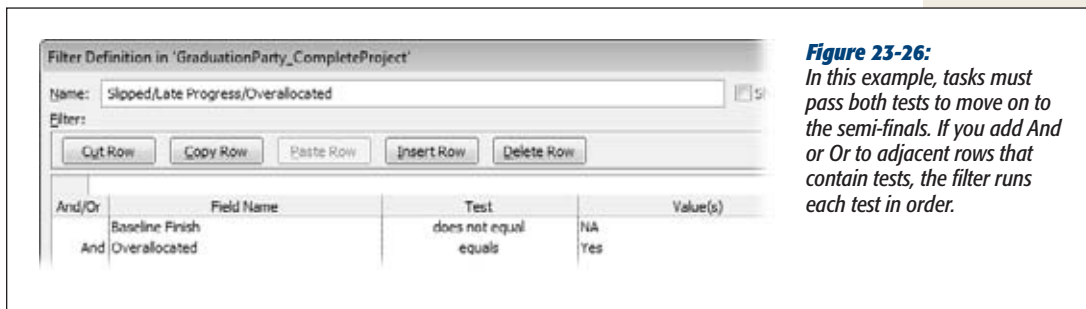 Filter Definition in 'GraduationParty_CompleteProject'
Name: Slipped/Late Progress/Overallocated
Filter:
Cut Row Copy Row Paste Row Insert Row Delete Row
And/Or Field Name Test Value(s)
Baseline Finish does not equal NA
And Overallocated equals Yes
Figure 23-26:
In this example, tasks must
pass both tests to move on to
the semi-finals. If you add And
or Or to adjacent rows that
contain tests, the filter runs
each test in order.